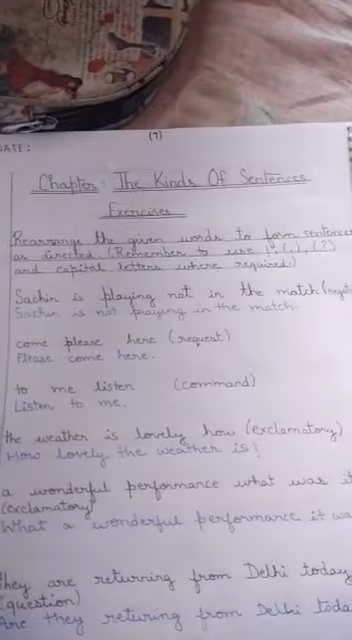 (7)
DATE:
Chapter: The Kinds Of Sentences
Exercises
Rearrange the given words to form sentences
as directed (Remember to use !, (.), (?)
and capital letters where required.)
Sachin is playing not in the match (negat
Sachin is not playing in the match.
come please here (request)
Please come here.
to me listen (command)
Listen to me.
the weather is lovely how (exclamatory)
How lovely the weather is!
a wonderful performance what was it
(exclamatory)
What a wonderful performance it wa
they are returning from Delhi today
(question)
Are they returing from Delhi toda